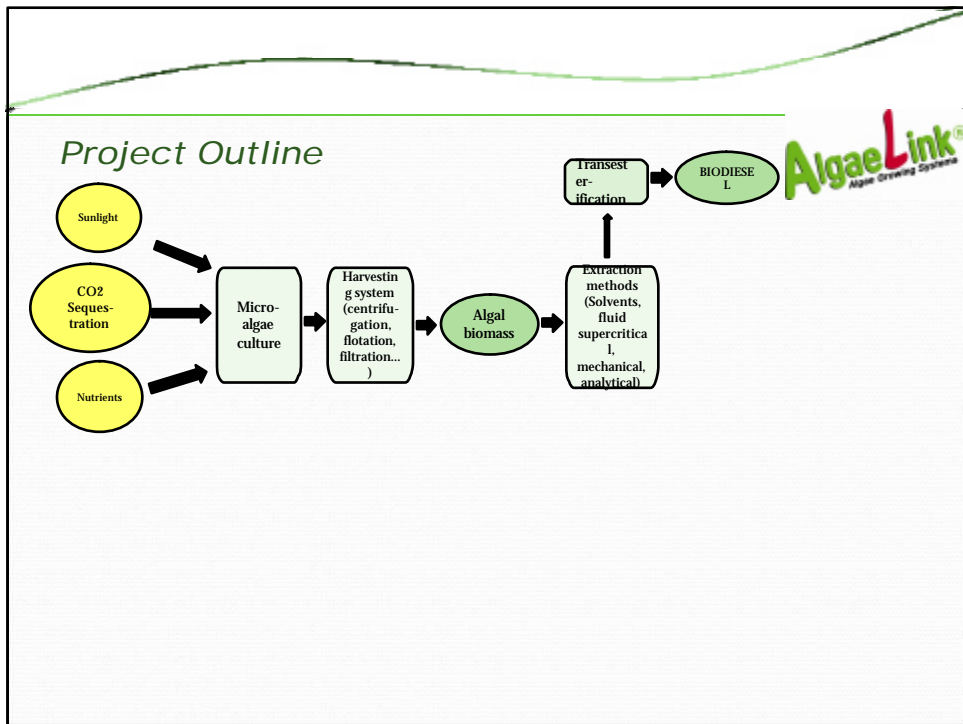 Project Outline
AlgaeLink®
Algae Growing Systems
Transest
er-
ification
BIODIESE
L
Sunlight
CO2
Seques-
tration
Nutrients
Micro-
algae
culture
Harvestin
g system
(centrifu-
gation,
flotation,
filtration...
)
Algal
biomass
Extraction
methods
(Solvents,
fluid
supercritica
l,
mechanical,
analytical)